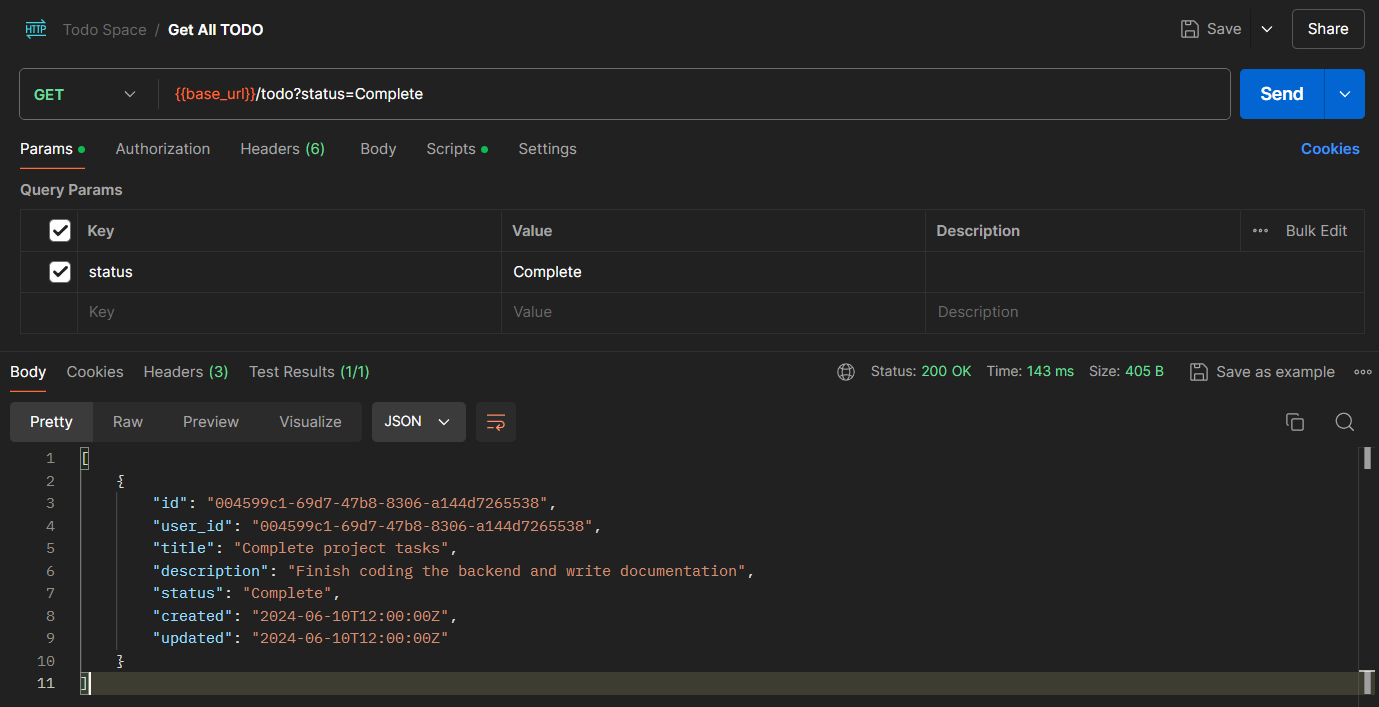 HTTP Todo Space / Get All TODO Save Share
GET {{base_url}}/todo?status=Complete Send
Params Authorization Headers (6) Body Scripts Settings Cookies
Query Params
Key Value Description Bulk Edit
status Complete
Key Value Description
Body Cookies Headers (3) Test Results (1/1) Status: 200 OK Time: 143 ms Size: 405 B Save as example
Pretty Raw Preview Visualize JSON
1 [
2 {
3 "id": "004599c1-69d7-47b8-8306-a144d7265538",
4 "user_id": "004599c1-69d7-47b8-8306-a144d7265538",
5 "title": "Complete project tasks",
6 "description": "Finish coding the backend and write documentation",
7 "status": "Complete",
8 "created": "2024-06-10T12:00:00Z",
9 "updated": "2024-06-10T12:00:00Z"
10 }
11 ]